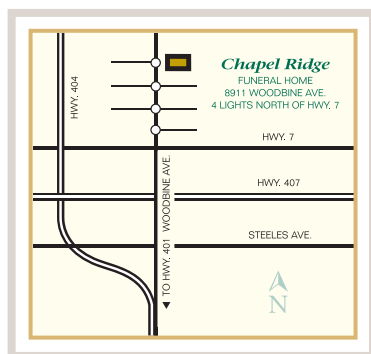 Chapel Ridge
FUNERAL HOME
8911 WOODBINE AVE.
4 LIGHTS NORTH OF HWY. 7
HWY. 404
HWY. 7
HWY. 407
STEELES AVE.
TO HWY. 401 WOODBINE AVE.
N